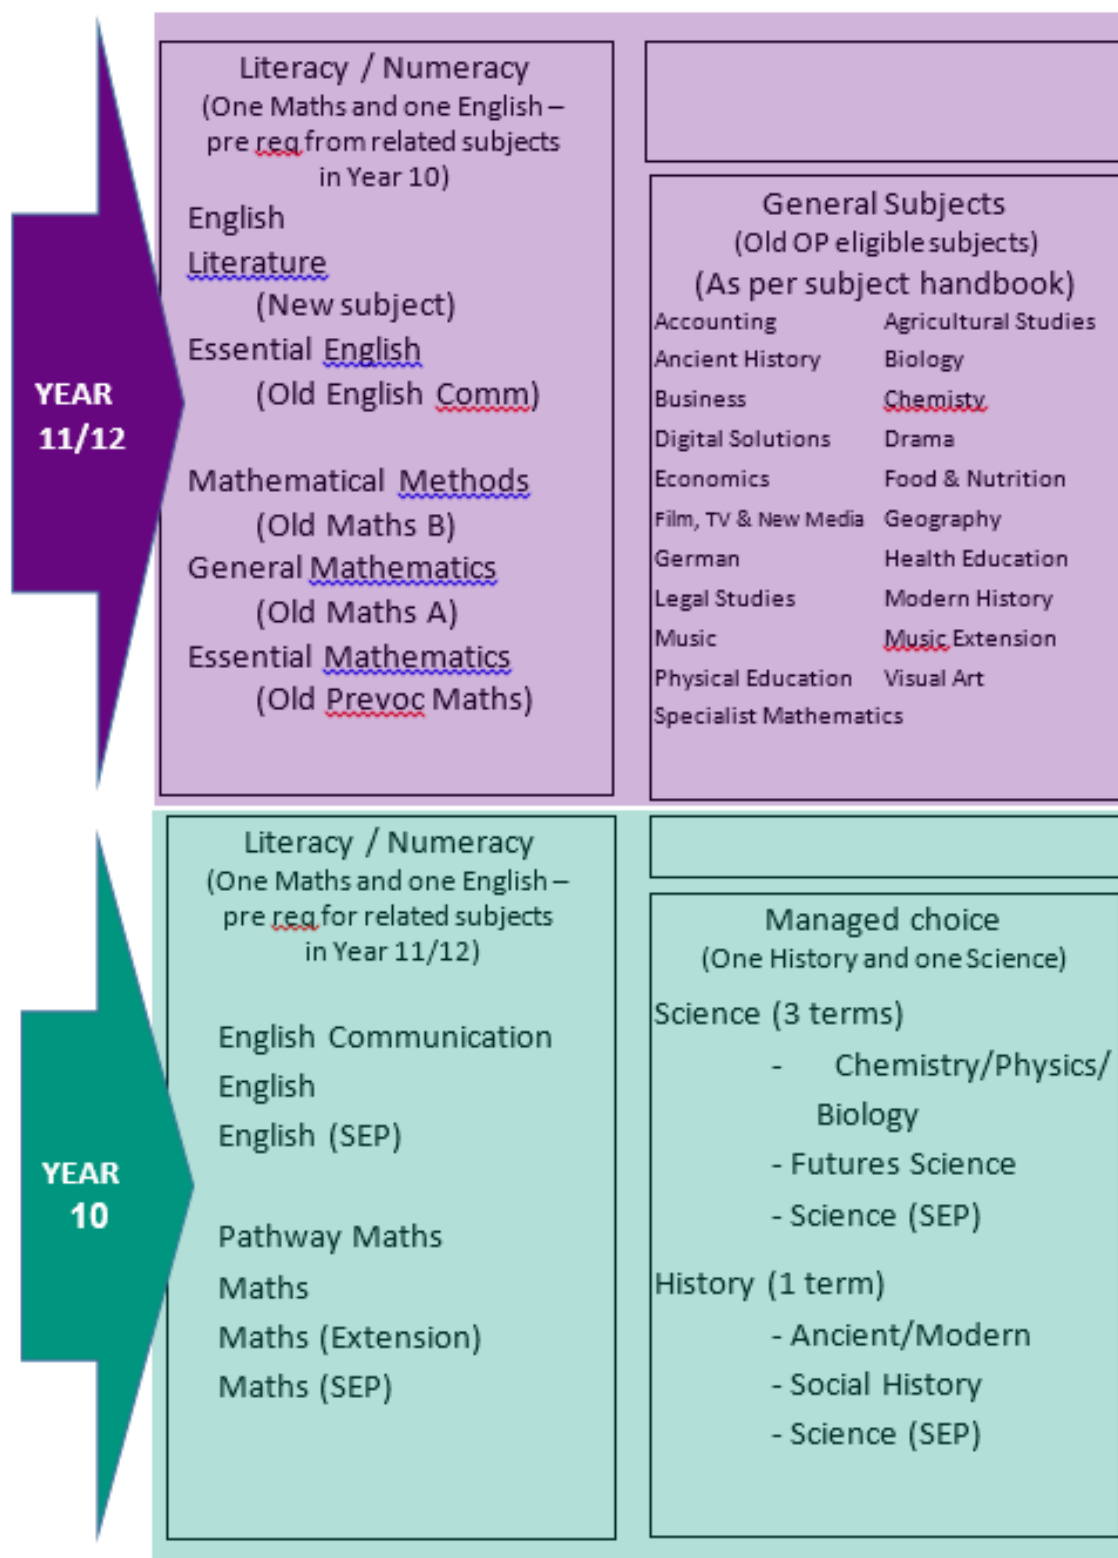 YEAR
11/12
Literacy / Numeracy
(One Maths and one English –
pre req from related subjects
in Year 10)
English
Literature
(New subject)
Essential English
(Old English Comm)
Mathematical Methods
(Old Maths B)
General Mathematics
(Old Maths A)
Essential Mathematics
(Old Prevoc Maths)
General Subjects
(Old OP eligible subjects)
(As per subject handbook)
Accounting Agricultural Studies
Ancient History Biology
Business Chemisty
Digital Solutions Drama
Economics Food & Nutrition
Film, TV & New Media Geography
German Health Education
Legal Studies Modern History
Music Music Extension
Physical Education Visual Art
Specialist Mathematics
YEAR
10
Literacy / Numeracy
(One Maths and one English –
pre req for related subjects
in Year 11/12)
English Communication
English
English (SEP)
Pathway Maths
Maths
Maths (Extension)
Maths (SEP)
Managed choice
(One History and one Science)
Science (3 terms)
- Chemistry/Physics/
Biology
- Futures Science
- Science (SEP)
History (1 term)
- Ancient/Modern
- Social History
- Science (SEP)